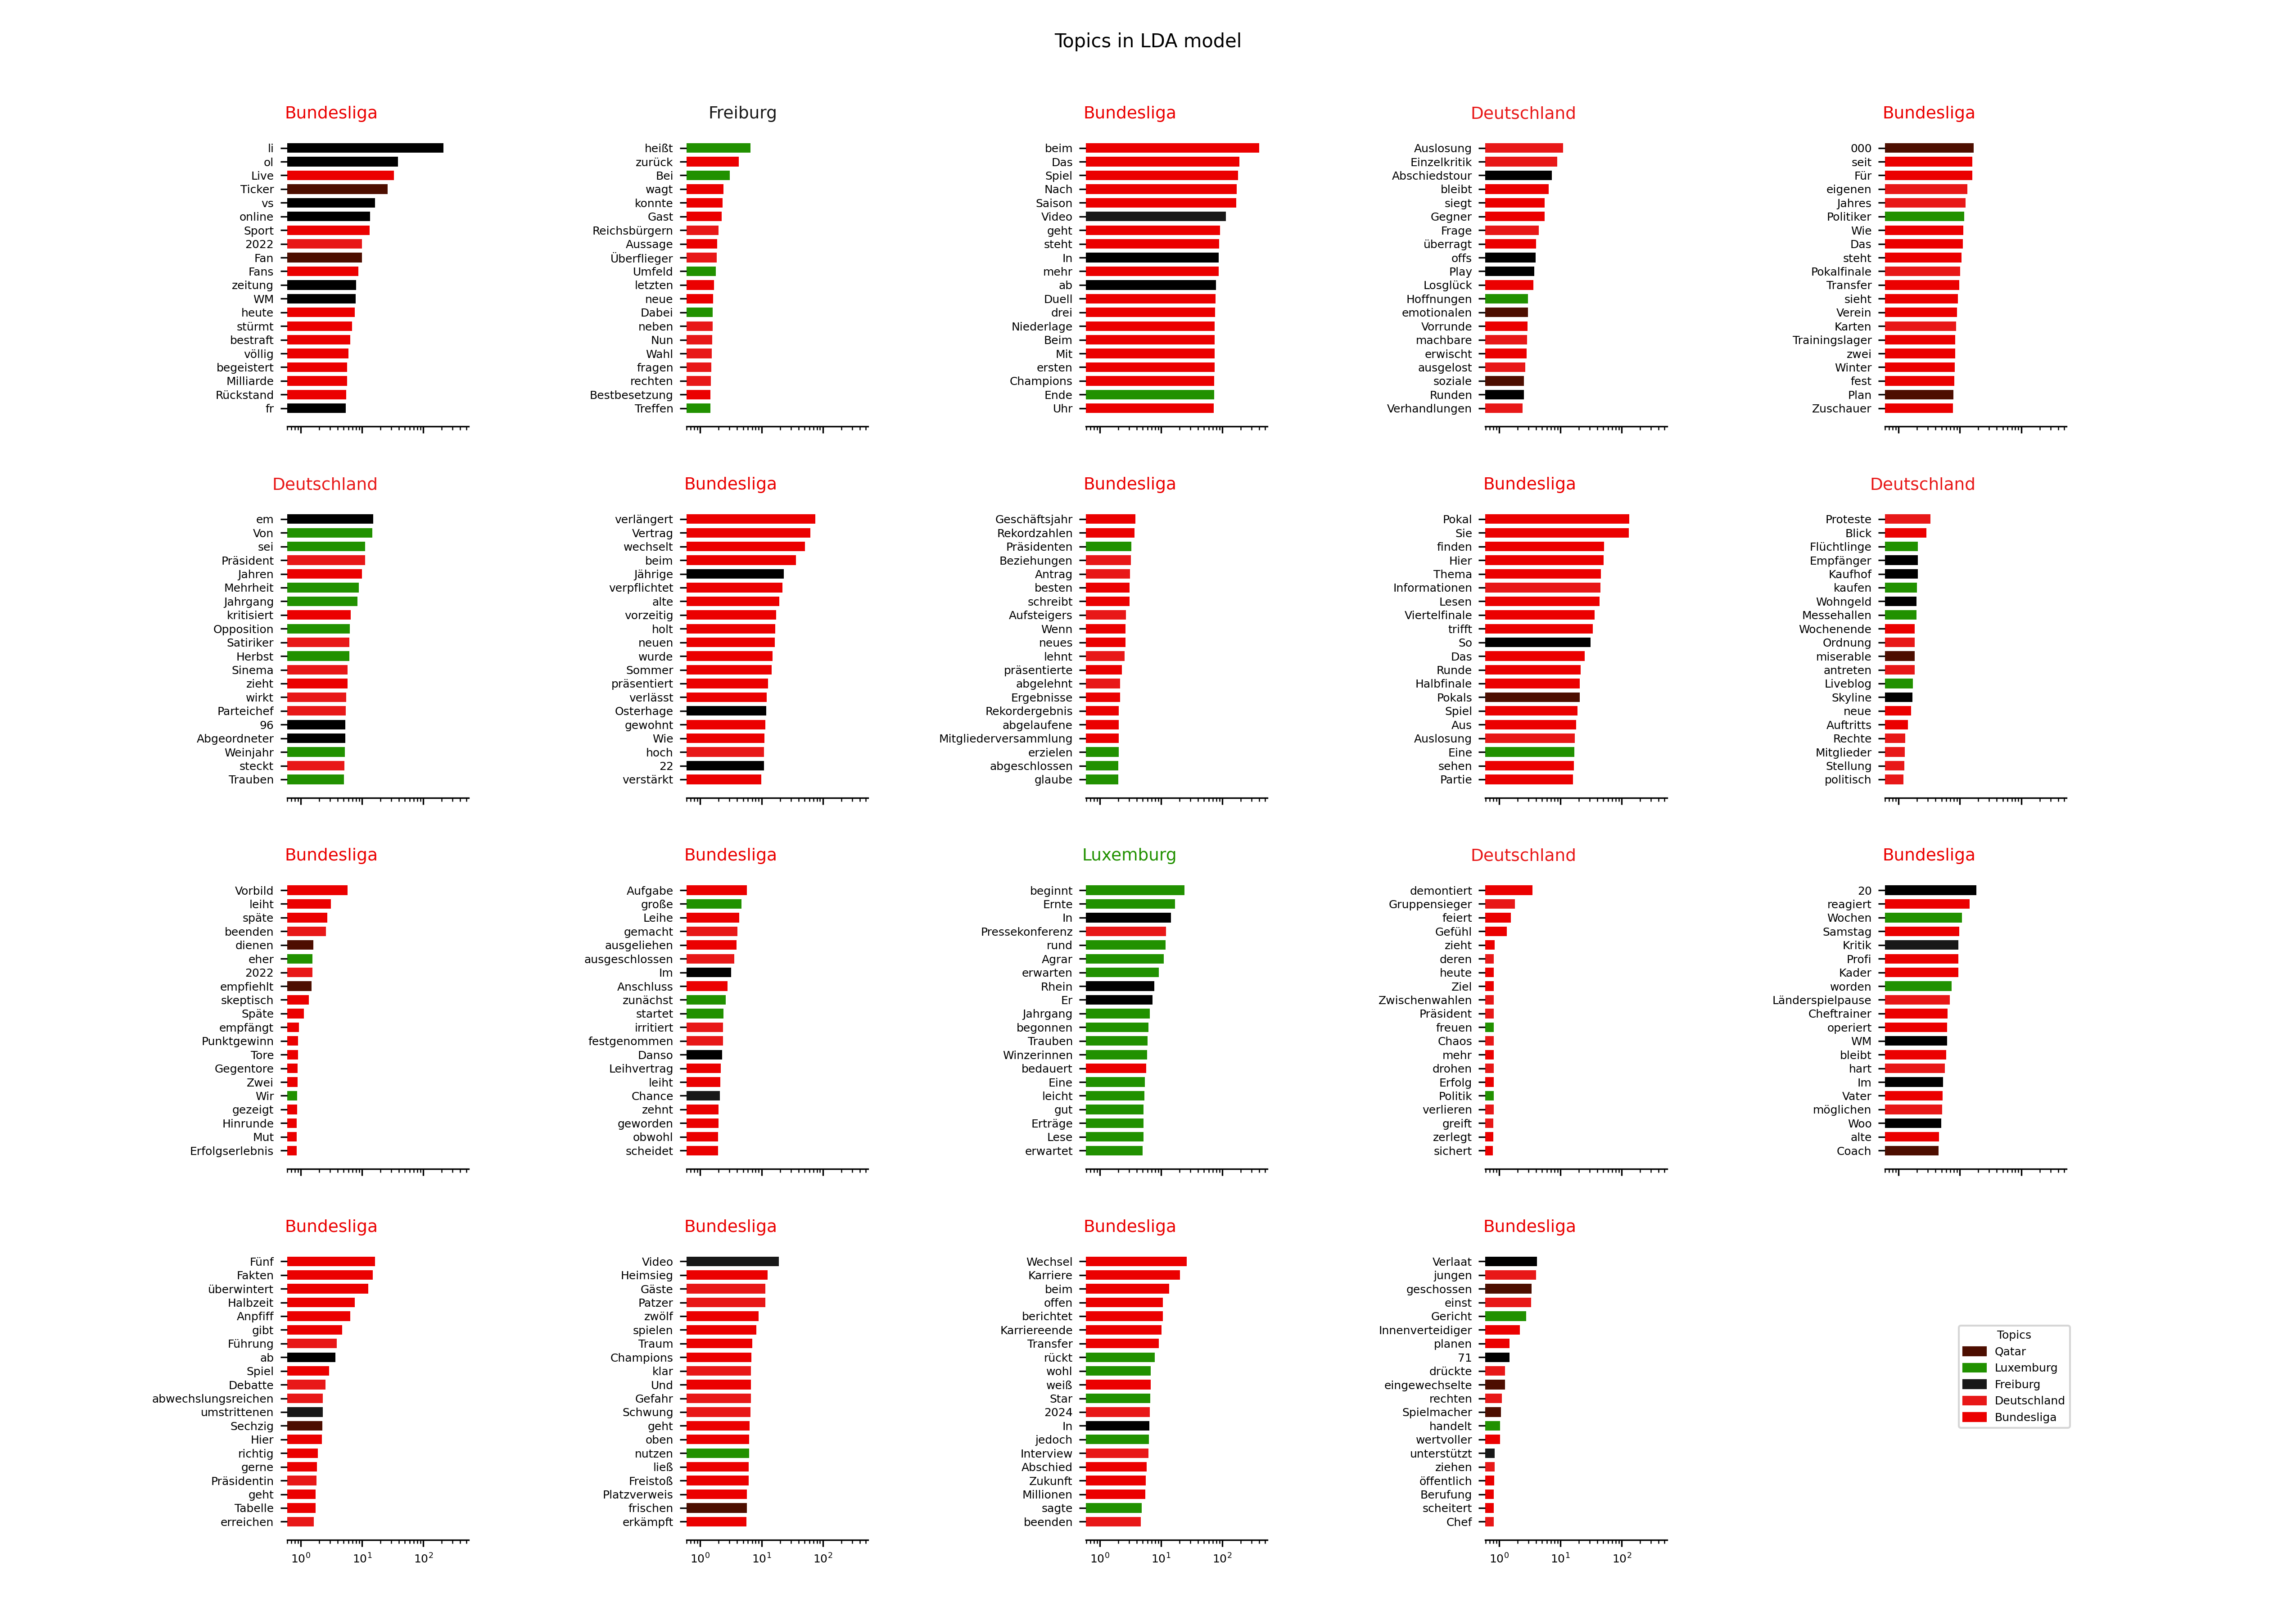 Topics in LDA model
Bundesliga
li
ol
Live
Ticker
vs
online
Sport
2022
Fan
Fans
zeitung
WM
heute
stürmt
bestraft
völlig
begeistert
Milliarde
Rückstand
fr
Freiburg
heißt
zurück
Bei
wagt
konnte
Gast
Reichsbürgern
Aussage
Überflieger
Umfeld
letzten
neue
Dabei
neben
Nun
Wahl
fragen
rechten
Bestbesetzung
Treffen
Bundesliga
beim
Das
Spiel
Nach
Saison
Video
geht
steht
In
mehr
ab
Duell
drei
Niederlage
Beim
Mit
ersten
Champions
Ende
Uhr
Deutschland
Auslosung
Einzelkritik
Abschiedstour
bleibt
siegt
Gegner
Frage
überragt
offs
Play
Losglück
Hoffnungen
emotionalen
Vorrunde
machbare
erwischt
ausgelost
soziale
Runden
Verhandlungen
Bundesliga
000
seit
Für
eigenen
Jahres
Politiker
Wie
Das
steht
Pokalfinale
Transfer
sieht
Verein
Karten
Trainingslager
zwei
Winter
fest
Plan
Zuschauer
Deutschland
em
Von
sei
Präsident
Jahren
Mehrheit
Jahrgang
kritisiert
Opposition
Satiriker
Herbst
Sinema
zieht
wirkt
Parteichef
96
Abgeordneter
Weinjahr
steckt
Trauben
Bundesliga
verlängert
Vertrag
wechselt
beim
Jährige
verpflichtet
alte
vorzeitig
holt
neuen
wurde
Sommer
präsentiert
verlässt
Osterhage
gewohnt
Wie
hoch
22
verstärkt
Bundesliga
Geschäftsjahr
Rekordzahlen
Präsidenten
Beziehungen
Antrag
besten
schreibt
Aufsteigers
Wenn
neues
lehnt
präsentierte
abgelehnt
Ergebnisse
Rekordergebnis
abgelaufene
Mitgliederversammlung
erzielen
abgeschlossen
glaube
Bundesliga
Pokal
Sie
finden
Hier
Thema
Informationen
Lesen
Viertelfinale
trifft
So
Das
Runde
Halbfinale
Pokals
Spiel
Aus
Auslosung
Eine
sehen
Partie
Deutschland
Proteste
Blick
Flüchtlinge
Empfänger
Kaufhof
kaufen
Wohngeld
Messehallen
Wochenende
Ordnung
miserable
antreten
Liveblog
Skyline
neue
Auftritts
Rechte
Mitglieder
Stellung
politisch
Bundesliga
Vorbild
leiht
späte
beenden
dienen
eher
2022
empfiehlt
skeptisch
Späte
empfängt
Punktgewinn
Tore
Gegentore
Zwei
Wir
gezeigt
Hinrunde
Mut
Erfolgserlebnis
Bundesliga
Aufgabe
große
Leihe
gemacht
ausgeliehen
ausgeschlossen
Im
Anschluss
zunächst
startet
irritiert
festgenommen
Danso
Leihvertrag
leiht
Chance
zehnt
geworden
obwohl
scheidet
Luxemburg
beginnt
Ernte
In
Pressekonferenz
rund
Agrar
erwarten
Rhein
Er
Jahrgang
begonnen
Trauben
Winzerinnen
bedauert
Eine
leicht
gut
Erträge
Lese
erwartet
Deutschland
demontiert
Gruppensieger
feiert
Gefühl
zieht
deren
heute
Ziel
Zwischenwahlen
Präsident
freuen
Chaos
mehr
drohen
Erfolg
Politik
verlieren
greift
zerlegt
sichert
Bundesliga
20
reagiert
Wochen
Samstag
Kritik
Profi
Kader
worden
Länderspielpause
Cheftrainer
operiert
WM
bleibt
hart
Im
Vater
möglichen
Woo
alte
Coach
Bundesliga
Fünf
Fakten
überwintert
Halbzeit
Anpfiff
gibt
Führung
ab
Spiel
Debatte
abwechslungsreichen
umstrittenen
Sechzig
Hier
richtig
gerne
Präsidentin
geht
Tabelle
erreichen
10⁰ 10¹ 10²
Bundesliga
Video
Heimsieg
Gäste
Patzer
zwölf
spielen
Traum
Champions
klar
Und
Gefahr
Schwung
geht
oben
nutzen
ließ
Freistoß
Platzverweis
frischen
erkämpft
10⁰ 10¹ 10²
Bundesliga
Wechsel
Karriere
beim
offen
berichtet
Karriereende
Transfer
rückt
wohl
weiß
Star
2024
In
jedoch
Interview
Abschied
Zukunft
Millionen
sagte
beenden
10⁰ 10¹ 10²
Bundesliga
Verlaat
jungen
geschossen
einst
Gericht
Innenverteidiger
planen
71
drückte
eingewechselte
rechten
Spielmacher
handelt
wertvoller
unterstützt
ziehen
öffentlich
Berufung
scheitert
Chef
10⁰ 10¹ 10²
Topics
Qatar
Luxemburg
Freiburg
Deutschland
Bundesliga